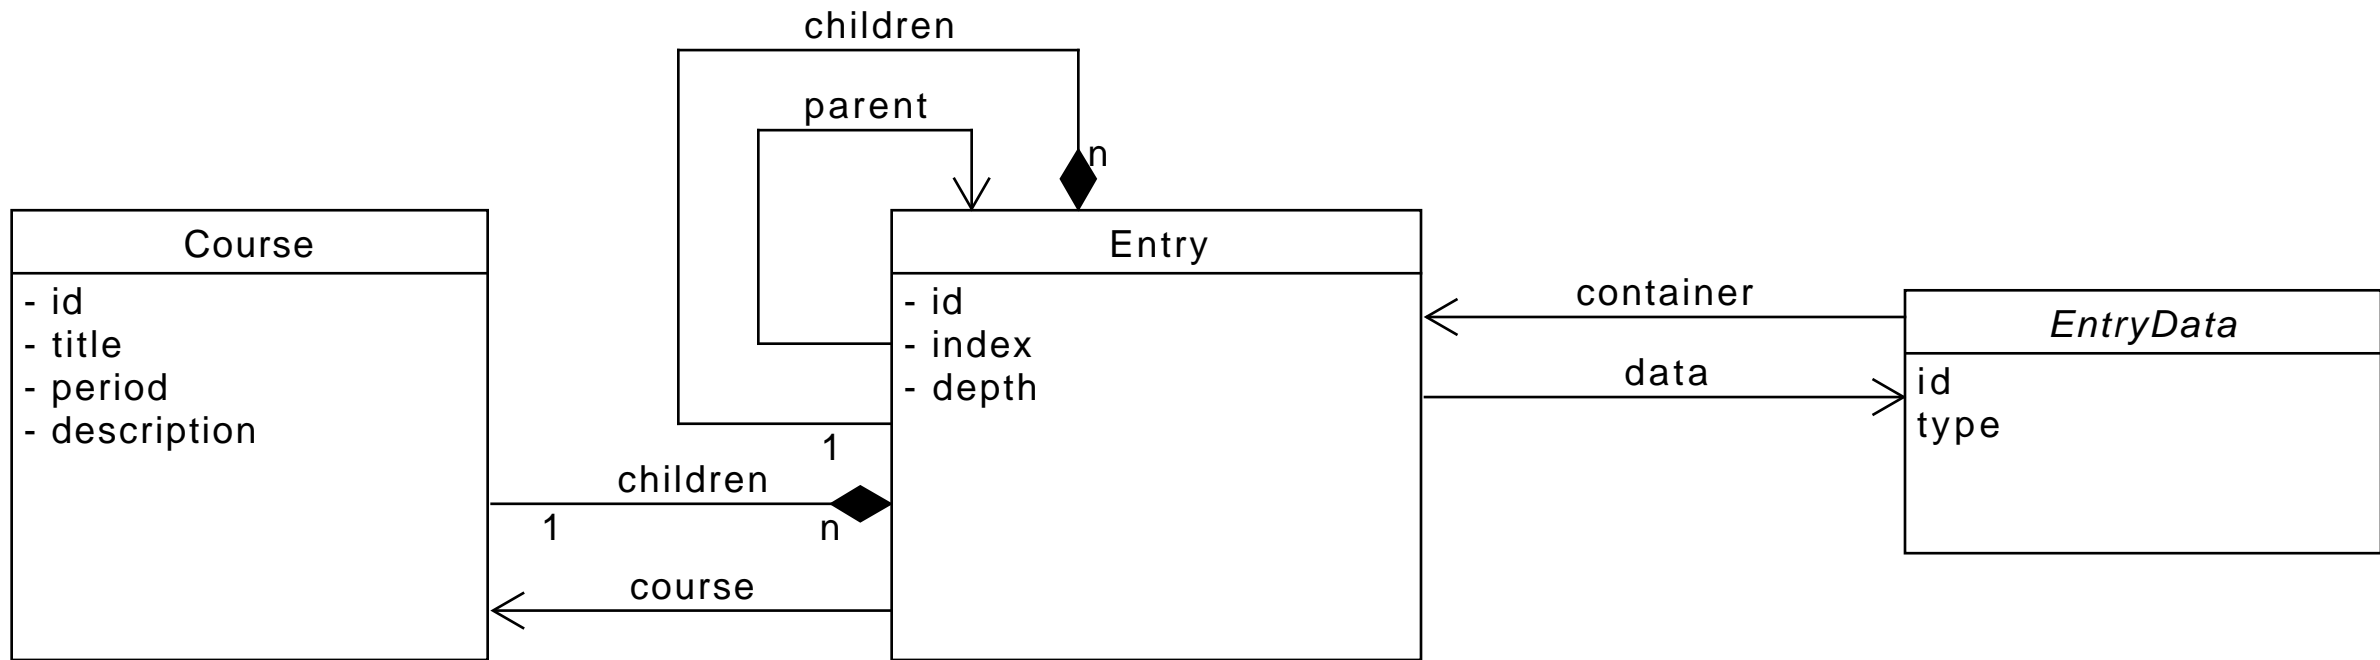 children
parent
n
Course
- id
- title
- period
- description
Entry
- id
- index
- depth
container
EntryData
data
id
type
1
children
1
n
course